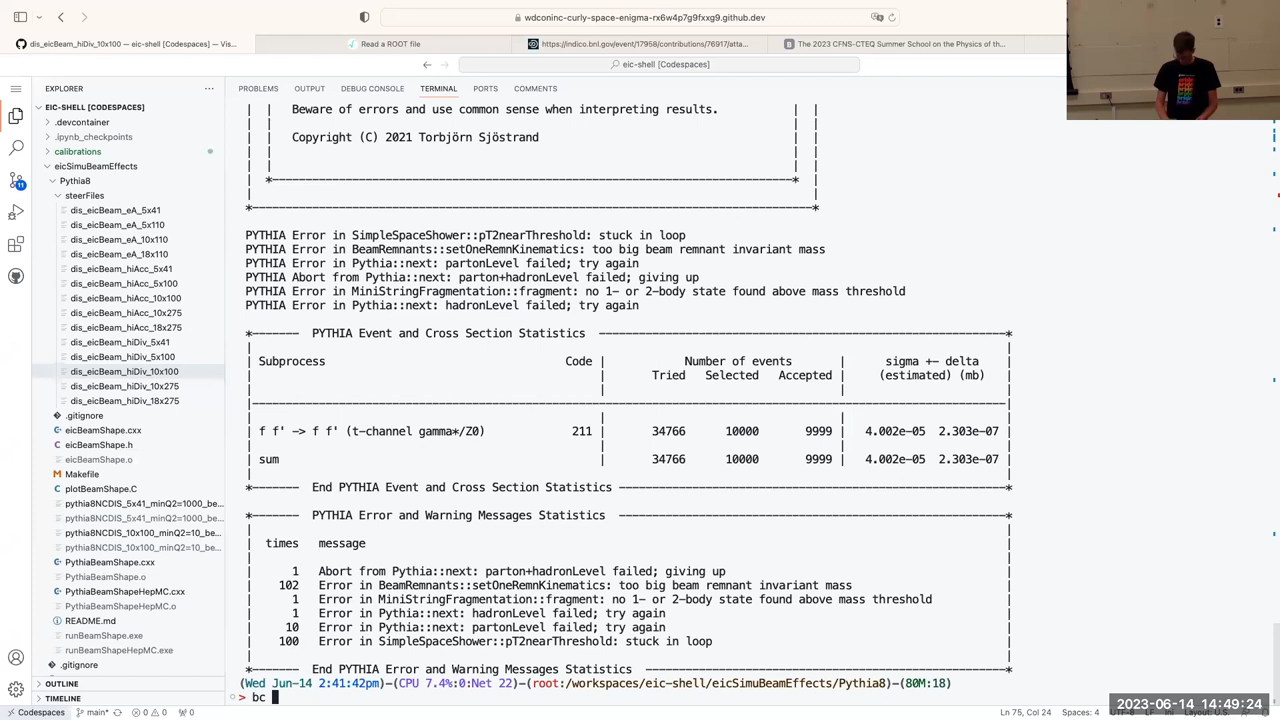 wdconinc-curly-space-enigma-rx6w4p7g9fxxg9.github.dev
dis_eicBeam_hiDiv_10x100 — eic-shell [Codespaces] — Vis...
Read a ROOT file
https://indico.bnl.gov/event/17958/contributions/76917/atta...
The 2023 CFNS-CTEQ Summer School on the Physics of th...
eic-shell [Codespaces]
EXPLORER
PROBLEMS OUTPUT DEBUG CONSOLE TERMINAL PORTS COMMENTS
EIC-SHELL [CODESPACES]
.devcontainer
.ipynb_checkpoints
calibrations
eicSimuBeamEffects
Pythia8
steerFiles
dis_eicBeam_eA_5x41
dis_eicBeam_eA_5x110
dis_eicBeam_eA_10x110
dis_eicBeam_eA_18x110
dis_eicBeam_hiAcc_5x41
dis_eicBeam_hiAcc_5x100
dis_eicBeam_hiAcc_10x100
dis_eicBeam_hiAcc_10x275
dis_eicBeam_hiAcc_18x275
dis_eicBeam_hiDiv_5x41
dis_eicBeam_hiDiv_5x100
dis_eicBeam_hiDiv_10x100
dis_eicBeam_hiDiv_10x275
dis_eicBeam_hiDiv_18x275
.gitignore
eicBeamShape.cxx
eicBeamShape.h
eicBeamShape.o
Makefile
plotBeamShape.C
pythia8NCDIS_5x41_minQ2=1000_be...
pythia8NCDIS_5x41_minQ2=1000_be...
pythia8NCDIS_10x100_minQ2=10_be...
pythia8NCDIS_10x100_minQ2=10_be...
PythiaBeamShape.cxx
PythiaBeamShape.o
PythiaBeamShapeHepMC.cxx
PythiaBeamShapeHepMC.o
README.md
runBeamShape.exe
runBeamShapeHepMC.exe
.gitignore
OUTLINE
TIMELINE
11
| | Beware of errors and use common sense when interpreting results. | |
| | | |
| | Copyright (C) 2021 Torbjörn Sjöstrand | |
| | | |
| | | |
| *------------------------------------------------------------------------------* |
| |
*----------------------------------------------------------------------------------*
PYTHIA Error in SimpleSpaceShower::pT2nearThreshold: stuck in loop
PYTHIA Error in BeamRemnants::setOneRemnKinematics: too big beam remnant invariant mass
PYTHIA Error in Pythia::next: partonLevel failed; try again
PYTHIA Abort from Pythia::next: parton+hadronLevel failed; giving up
PYTHIA Error in MiniStringFragmentation::fragment: no 1- or 2-body state found above mass threshold
PYTHIA Error in Pythia::next: hadronLevel failed; try again
*------- PYTHIA Event and Cross Section Statistics -------------------------------------------------------------*
| Subprocess Code | Number of events | sigma +- delta |
| | Tried Selected Accepted | (estimated) (mb) |
| f f' -> f f' (t-channel gamma*/Z0) 211 | 34766 10000 9999 | 4.002e-05 2.303e-07 |
| sum | 34766 10000 9999 | 4.002e-05 2.303e-07 |
*------- End PYTHIA Event and Cross Section Statistics ----------------------------------------------------------*
*------- PYTHIA Error and Warning Messages Statistics ----------------------------------------------------------*
| times message |
| 1 Abort from Pythia::next: parton+hadronLevel failed; giving up |
| 102 Error in BeamRemnants::setOneRemnKinematics: too big beam remnant invariant mass |
| 1 Error in MiniStringFragmentation::fragment: no 1- or 2-body state found above mass threshold |
| 1 Error in Pythia::next: hadronLevel failed; try again |
| 10 Error in Pythia::next: partonLevel failed; try again |
| 100 Error in SimpleSpaceShower::pT2nearThreshold: stuck in loop |
*------- End PYTHIA Error and Warning Messages Statistics ------------------------------------------------------*
(Wed Jun-14 2:41:42pm)-(CPU 7.4%:0:Net 22)-(root:/workspaces/eic-shell/eicSimuBeamEffects/Pythia8)-(80M:18)
> bc
Codespaces main* 0 0 0
Ln 75, Col 24 Spaces: 4
2023-06-14 14:49:24